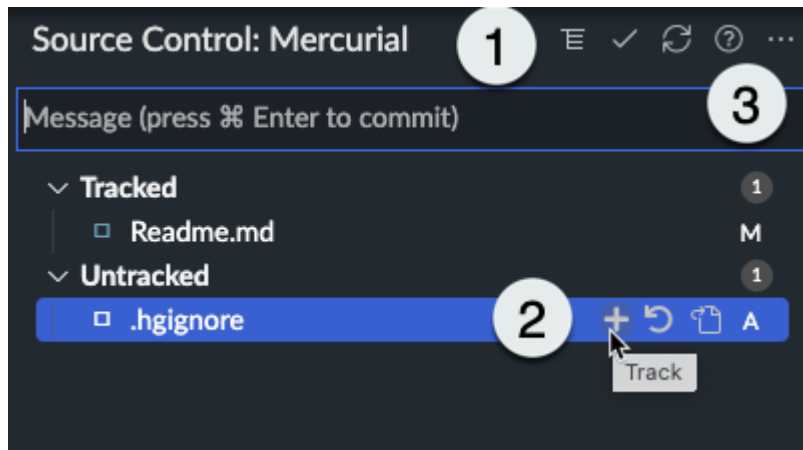 Source Control: Mercurial 1 ? ...
Message (press ⌘ Enter to commit) 3
Tracked 1
Readme.md M
Untracked 1
.hgignore 2 A
Track